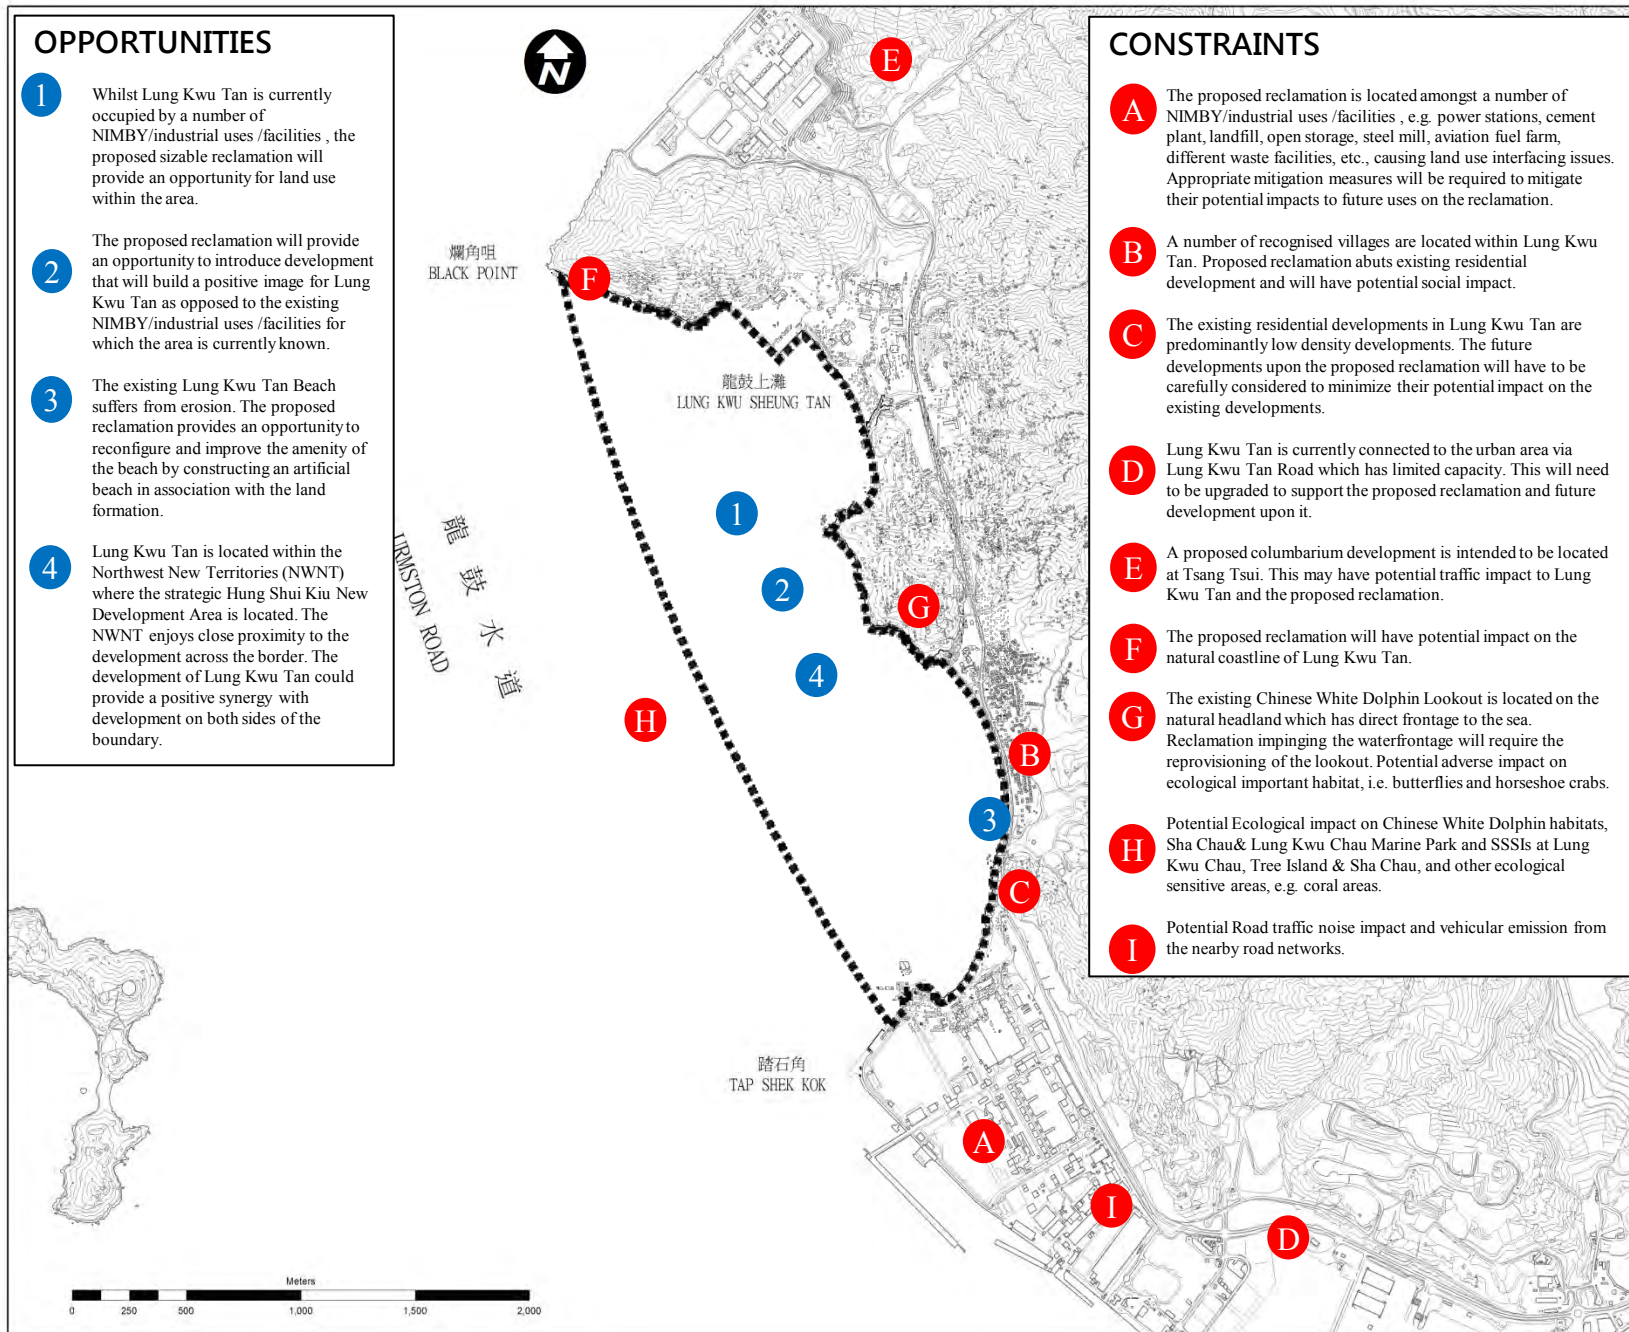 OPPORTUNITIES
1
Whilst Lung Kwu Tan is currently
occupied by a number of
NIMBY/industrial uses /facilities , the
proposed sizable reclamation will
provide an opportunity for land use
within the area.
2
The proposed reclamation will provide
an opportunity to introduce development
that will build a positive image for Lung
Kwu Tan as opposed to the existing
NIMBY/industrial uses /facilities for
which the area is currently known.
3
The existing Lung Kwu Tan Beach
suffers from erosion. The proposed
reclamation provides an opportunity to
reconfigure and improve the amenity of
the beach by constructing an artificial
beach in association with the land
formation.
4
Lung Kwu Tan is located within the
Northwest New Territories (NWNT)
where the strategic Hung Shui Kiu New
Development Area is located. The
NWNT enjoys close proximity to the
development across the border. The
development of Lung Kwu Tan could
provide a positive synergy with
development on both sides of the
boundary.
N
E
爛角咀
BLACK POINT
F
龍鼓上灘
LUNG KWU SHEUNG TAN
1
龍鼓水道
URMSTON ROAD
2
G
4
H
B
3
C
踏石角
TAP SHEK KOK
A
I
D
Meters
0 250 500 1,000 1,500 2,000
CONSTRAINTS
A
The proposed reclamation is located amongst a number of
NIMBY/industrial uses /facilities , e.g. power stations, cement
plant, landfill, open storage, steel mill, aviation fuel farm,
different waste facilities, etc., causing land use interfacing issues.
Appropriate mitigation measures will be required to mitigate
their potential impacts to future uses on the reclamation.
B
A number of recognised villages are located within Lung Kwu
Tan. Proposed reclamation abuts existing residential
development and will have potential social impact.
C
The existing residential developments in Lung Kwu Tan are
predominantly low density developments. The future
developments upon the proposed reclamation will have to be
carefully considered to minimize their potential impact on the
existing developments.
D
Lung Kwu Tan is currently connected to the urban area via
Lung Kwu Tan Road which has limited capacity. This will need
to be upgraded to support the proposed reclamation and future
development upon it.
E
A proposed columbarium development is intended to be located
at Tsang Tsui. This may have potential traffic impact to Lung
Kwu Tan and the proposed reclamation.
F
The proposed reclamation will have potential impact on the
natural coastline of Lung Kwu Tan.
G
The existing Chinese White Dolphin Lookout is located on the
natural headland which has direct frontage to the sea.
Reclamation impinging the waterfrontage will require the
reprovisioning of the lookout. Potential adverse impact on
ecological important habitat, i.e. butterflies and horseshoe crabs.
H
Potential Ecological impact on Chinese White Dolphin habitats,
Sha Chau& Lung Kwu Chau Marine Park and SSSIs at Lung
Kwu Chau, Tree Island & Sha Chau, and other ecological
sensitive areas, e.g. coral areas.
I
Potential Road traffic noise impact and vehicular emission from
the nearby road networks.